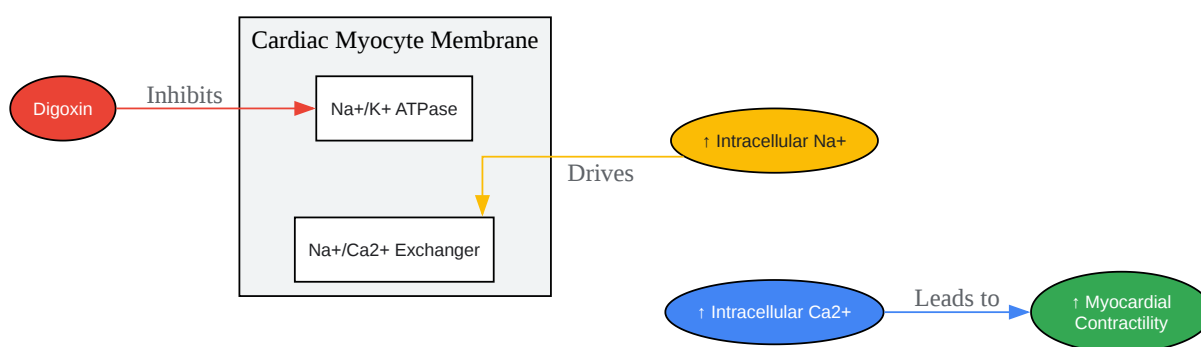 Cardiac Myocyte Membrane
Digoxin
Inhibits
Na+/K+ ATPase
↑ Intracellular Na+
Drives
Na+/Ca2+ Exchanger
↑ Intracellular Ca2+
Leads to
↑ Myocardial
Contractility